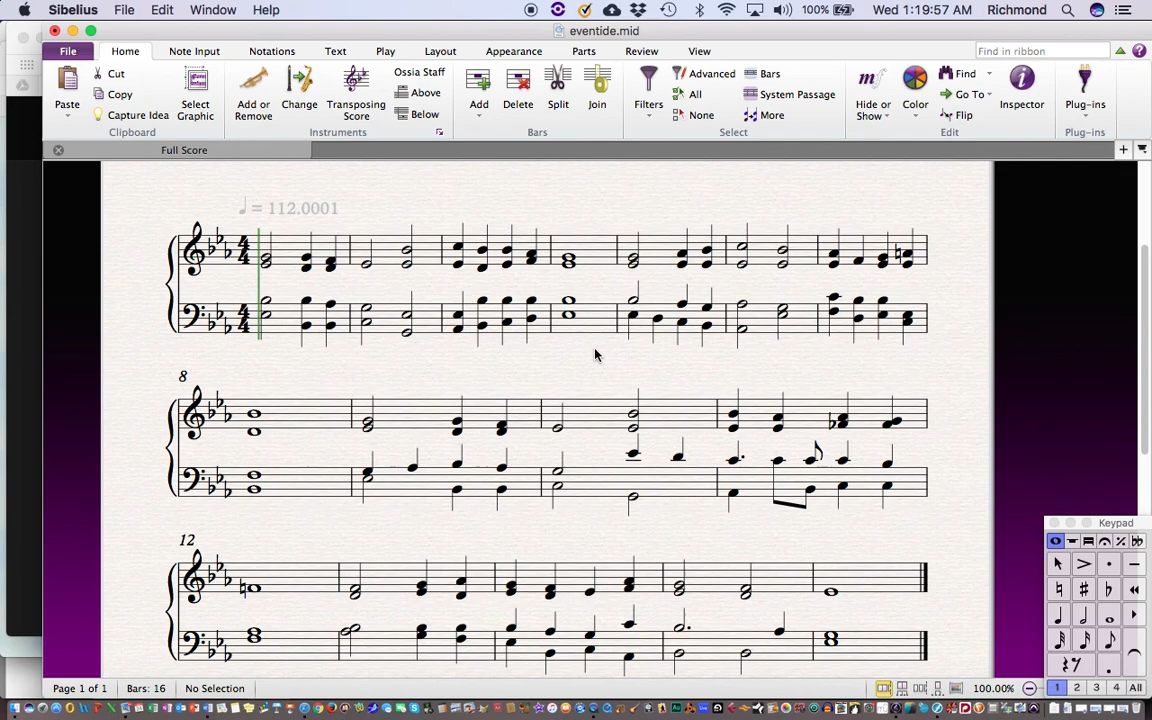 Sibelius File Edit Window Help 100% Wed 1:19:57 AM Richmond
eventide.mid
File Home Note Input Notations Text Play Layout Appearance Parts Review View Find in ribbon
Paste Cut Copy Capture Idea Select Graphic Add or Remove Change Transposing Score Ossia Staff Above Below Add Delete Split Join Filters Advanced All None Bars System Passage More Hide or Show Color Find Go To Flip Inspector Plug-ins
Clipboard Instruments Bars Select Edit Plug-ins
Full Score
= 112.0001
4 4
4 4
8
12
Keypad
1 2 3 4 All
Page 1 of 1 Bars: 16 No Selection 100.00%